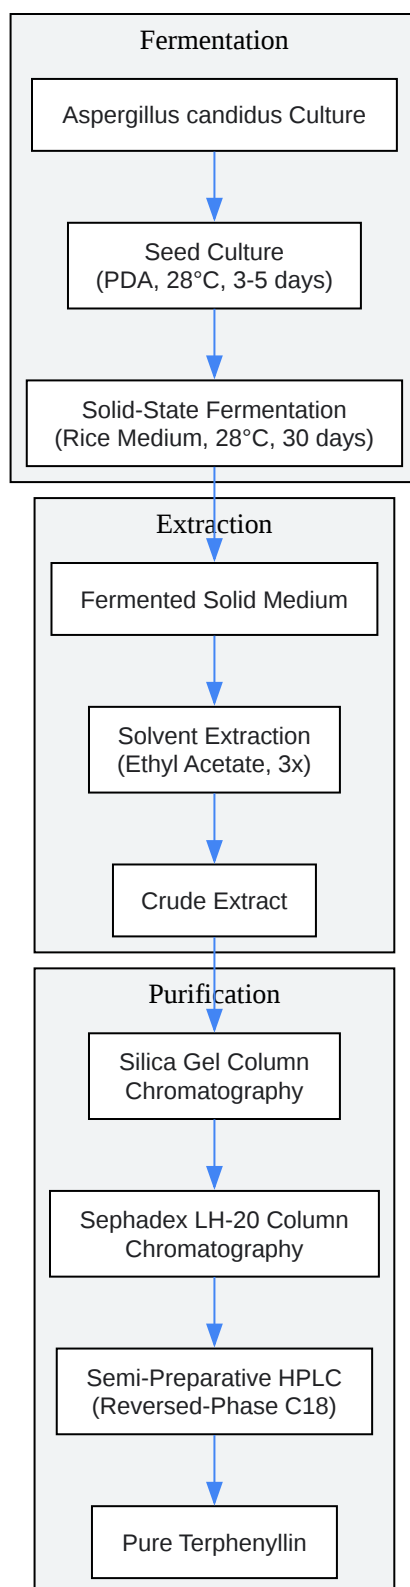 Fermentation
Aspergillus candidus Culture
Seed Culture
(PDA, 28°C, 3-5 days)
Solid-State Fermentation
(Rice Medium, 28°C, 30 days)
Extraction
Fermented Solid Medium
Solvent Extraction
(Ethyl Acetate, 3x)
Crude Extract
Purification
Silica Gel Column
Chromatography
Sephadex LH-20 Column
Chromatography
Semi-Preparative HPLC
(Reversed-Phase C18)
Pure Terphenyllin